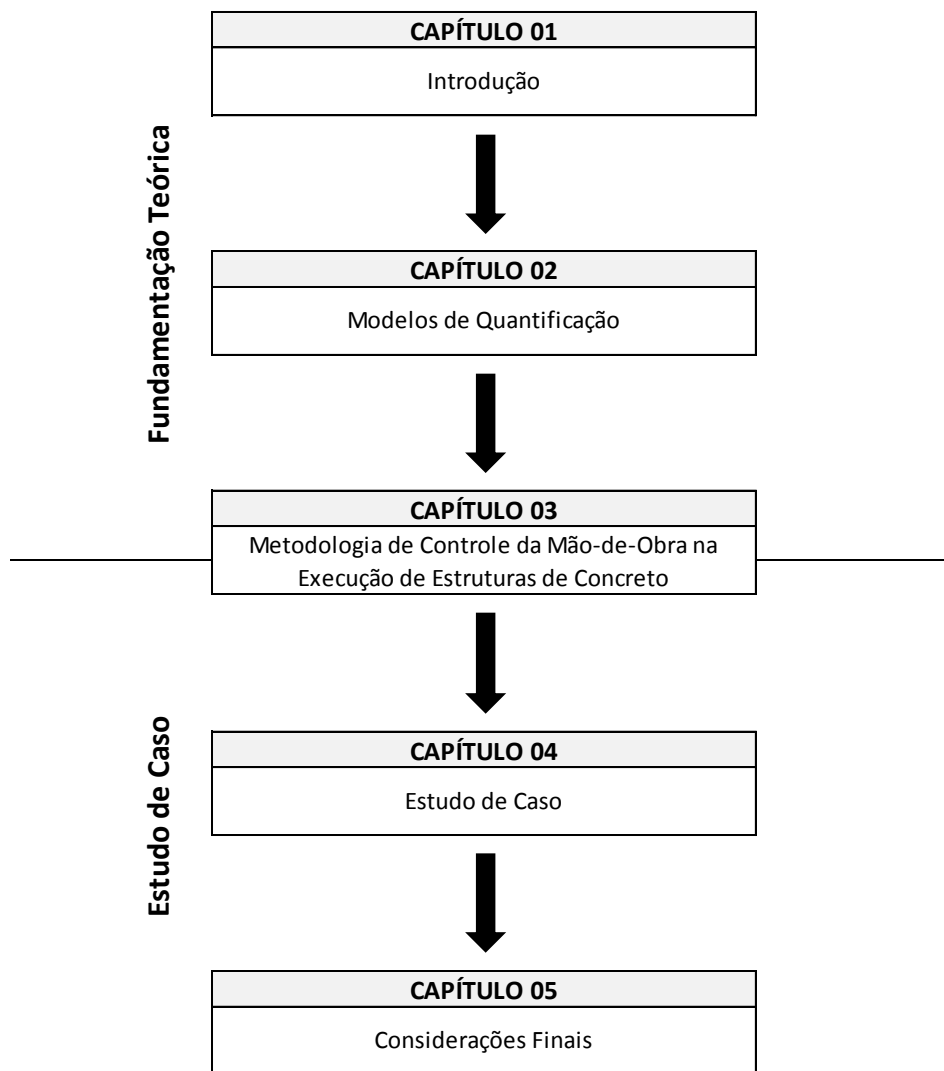 CAPÍTULO 01
Introdução
Fundamentação Teórica
CAPÍTULO 02
Modelos de Quantificação
CAPÍTULO 03
Metodologia de Controle da Mão-de-Obra na
Execução de Estruturas de Concreto
Estudo de Caso
CAPÍTULO 04
Estudo de Caso
CAPÍTULO 05
Considerações Finais